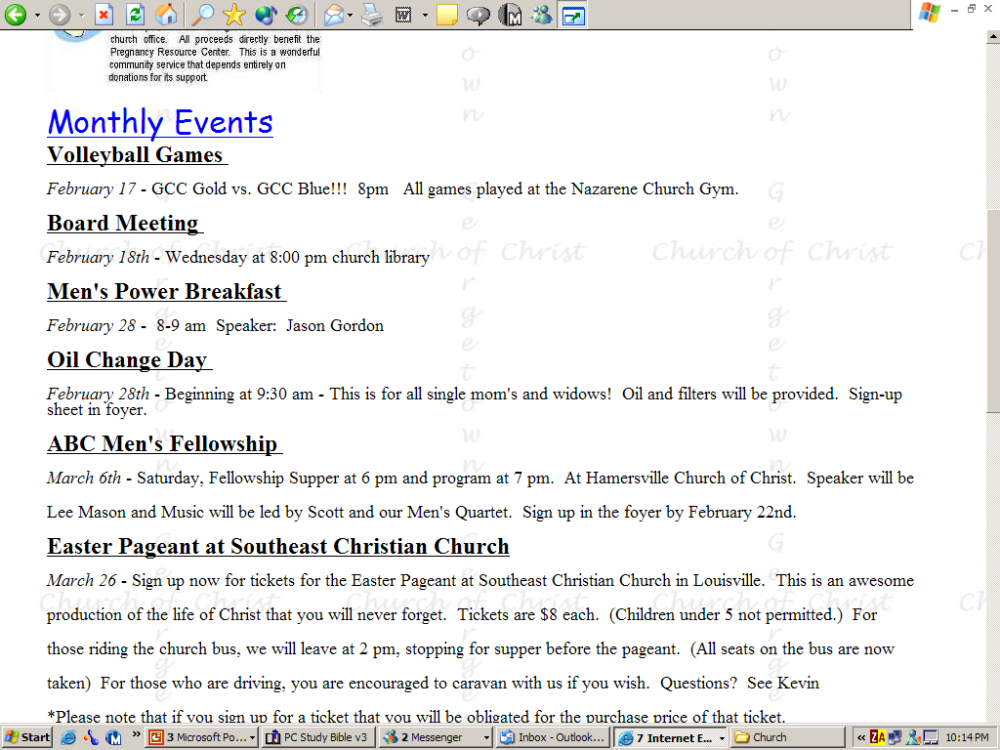 church office. All proceeds directly benefit the
Pregnancy Resource Center. This is a wonderful
community service that depends entirely on
donations for its support.
Monthly Events
Volleyball Games
February 17 - GCC Gold vs. GCC Blue!!! 8pm All games played at the Nazarene Church Gym.
Board Meeting
February 18th - Wednesday at 8:00 pm church library
Men's Power Breakfast
February 28 - 8-9 am Speaker: Jason Gordon
Oil Change Day
February 28th - Beginning at 9:30 am - This is for all single mom's and widows! Oil and filters will be provided. Sign-up
sheet in foyer.
ABC Men's Fellowship
March 6th - Saturday, Fellowship Supper at 6 pm and program at 7 pm. At Hamersville Church of Christ. Speaker will be
Lee Mason and Music will be led by Scott and our Men's Quartet. Sign up in the foyer by February 22nd.
Easter Pageant at Southeast Christian Church
March 26 - Sign up now for tickets for the Easter Pageant at Southeast Christian Church in Louisville. This is an awesome
production of the life of Christ that you will never forget. Tickets are $8 each. (Children under 5 not permitted.) For
those riding the church bus, we will leave at 2 pm, stopping for supper before the pageant. (All seats on the bus are now
taken) For those who are driving, you are encouraged to caravan with us if you wish. Questions? See Kevin
*Please note that if you sign up for a ticket that you will be obligated for the purchase price of that ticket.
Georgetown
Church of Christ
Start » 3 Microsoft Po... PC Study Bible v3 2 Messenger Inbox - Outlook... 7 Internet E... Church « 10:14 PM